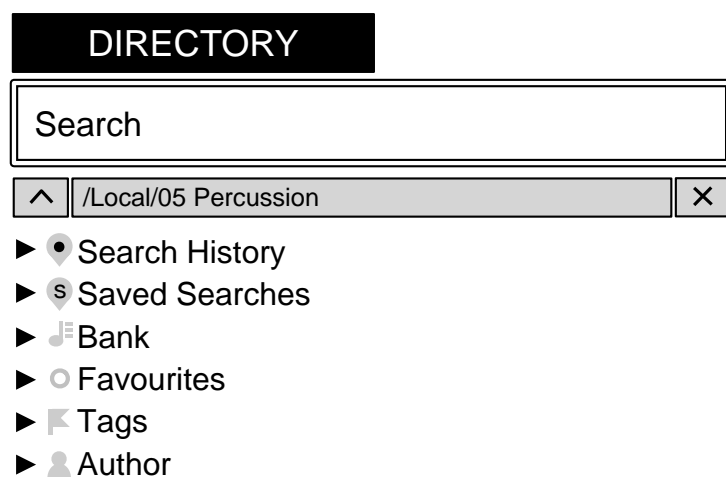 DIRECTORY
Search
/Local/05 Percussion
Search History
S Saved Searches
Bank
Favourites
Tags
Author